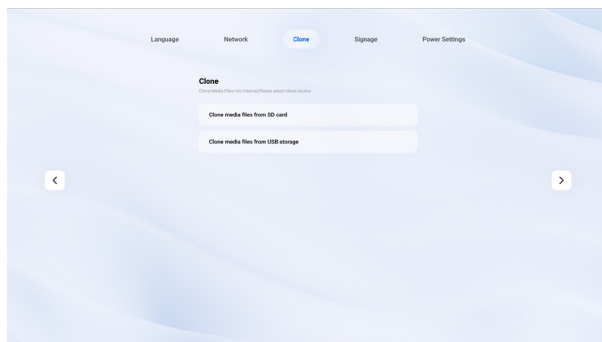 Language Network Clone Signage Power Settings
Clone
Clone Media Files into Internal,Please select clone source
Clone media files from SD card
Clone media files from USB storage